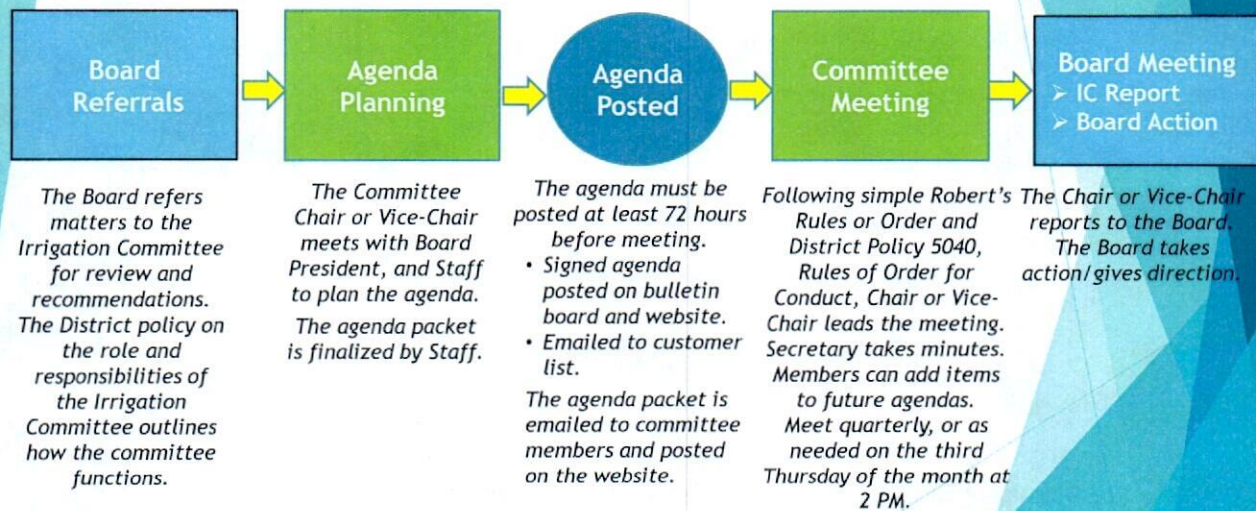 Board
Referrals
Agenda
Planning
Agenda
Posted
Committee
Meeting
Board Meeting
➢ IC Report
➢ Board Action
The Board refers
matters to the
Irrigation Committee
for review and
recommendations.
The District policy on
the role and
responsibilities of
the Irrigation
Committee outlines
how the committee
functions.
The Committee
Chair or Vice-Chair
meets with Board
President, and Staff
to plan the agenda.
The agenda packet
is finalized by Staff.
The agenda must be
posted at least 72 hours
before meeting.
• Signed agenda
posted on bulletin
board and website.
• Emailed to customer
list.
The agenda packet is
emailed to committee
members and posted
on the website.
Following simple Robert's
Rules or Order and
District Policy 5040,
Rules of Order for
Conduct, Chair or Vice-
Chair leads the meeting.
Secretary takes minutes.
Members can add items
to future agendas.
Meet quarterly, or as
needed on the third
Thursday of the month at
2 PM.
The Chair or Vice-Chair
reports to the Board.
The Board takes
action/gives direction.